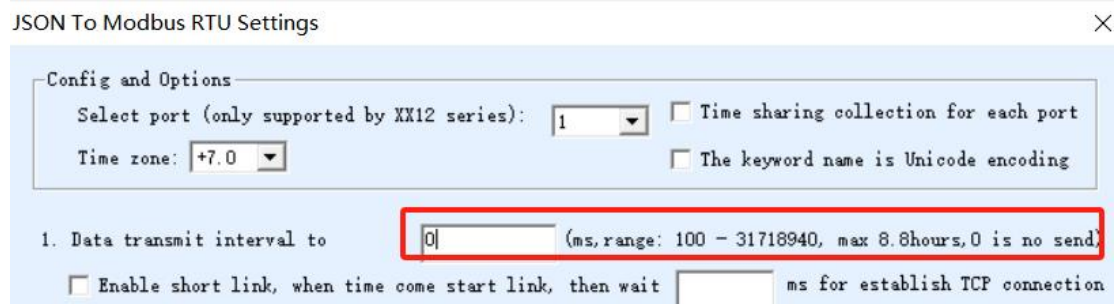 JSON To Modbus RTU Settings
Config and Options
Select port (only supported by XX12 series): 1 Time sharing collection for each port
Time zone: +7.0 The keyword name is Unicode encoding
1. Data transmit interval to 0 (ms,range: 100 - 31718940, max 8.8hours,0 is no send)
Enable short link, when time come start link, then wait ms for establish TCP connection